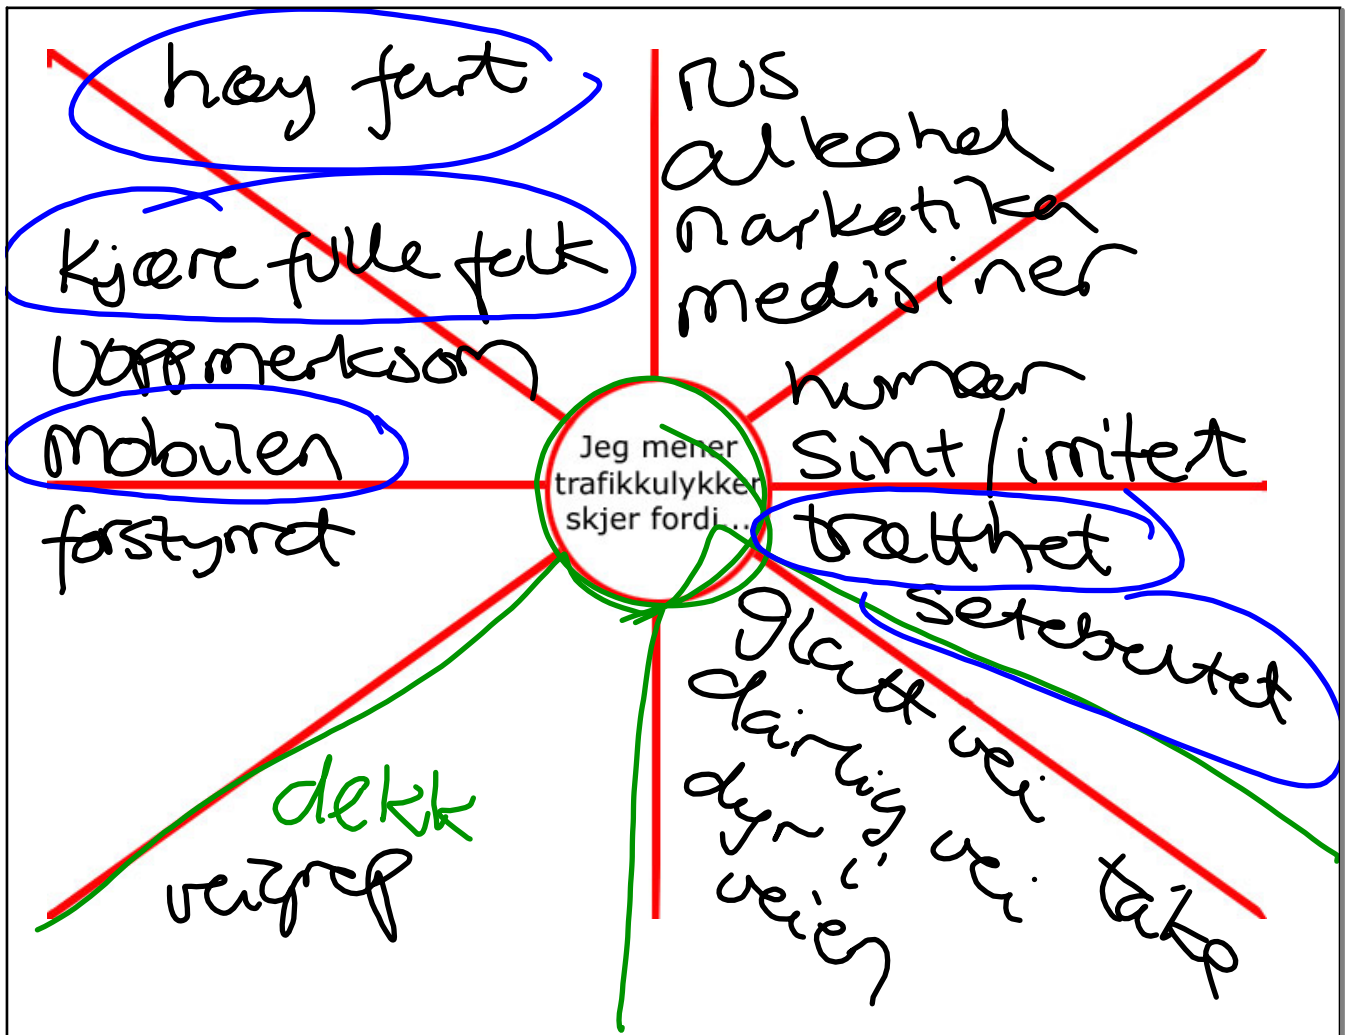 høy fart
kjøre fulle folk
Uoppmerksom
Mobilen
forstyrret
rus
alkohol
narkotika
medisiner
humør
sint/irritert
trøtthet
setebeltet
Jeg mener
trafikkulykker
skjer fordi...
glatt vei
dårlig vei
dyr i
veien
tåke
dekk
veigrep